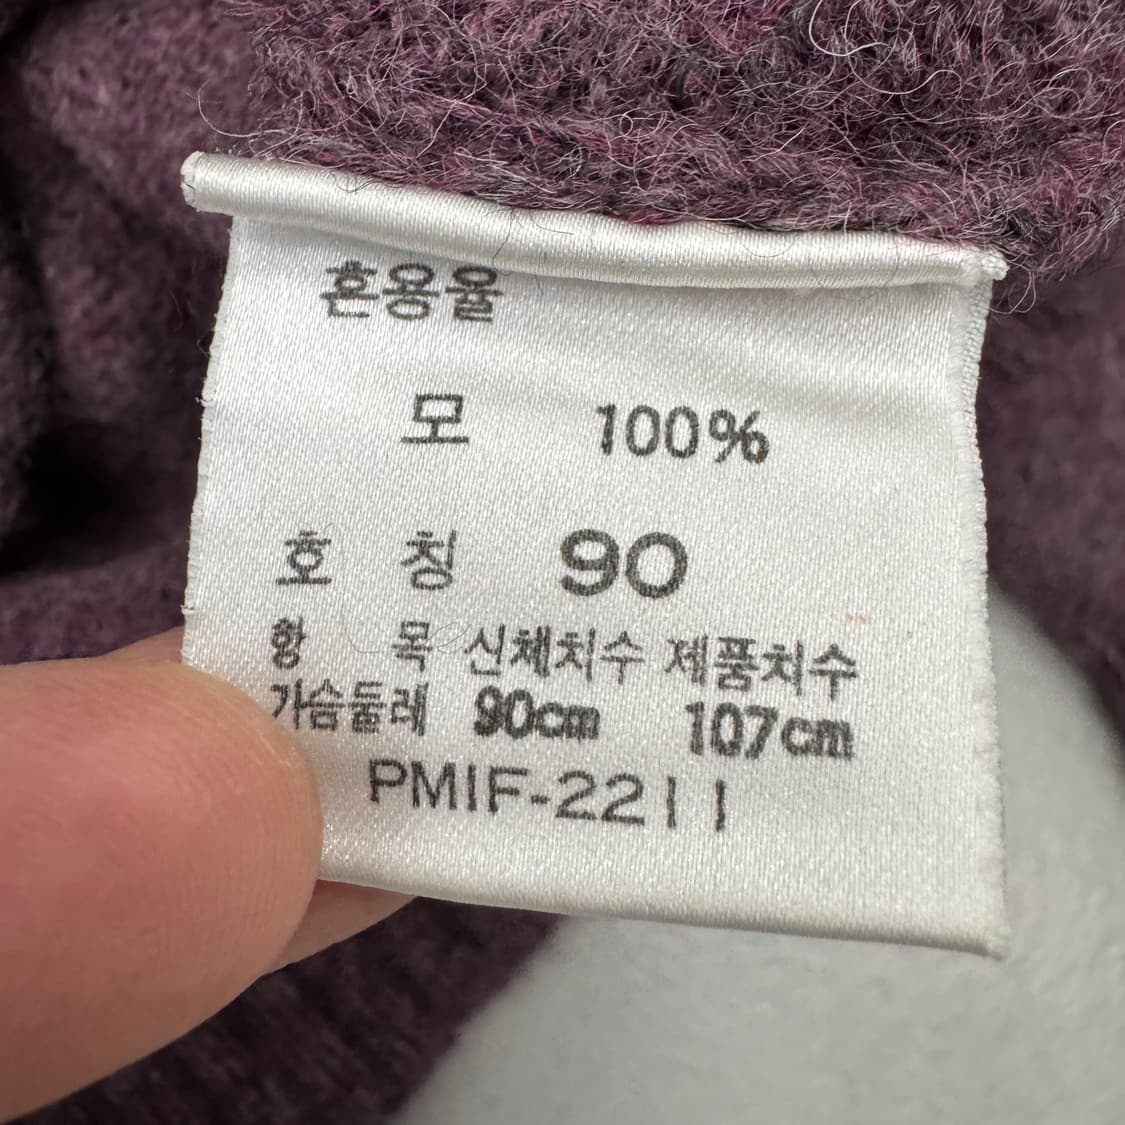 혼용율
모 100%
호 칭 90
항 목 신체치수 제품치수
가슴둘레 90cm 107cm
PMIF-2211